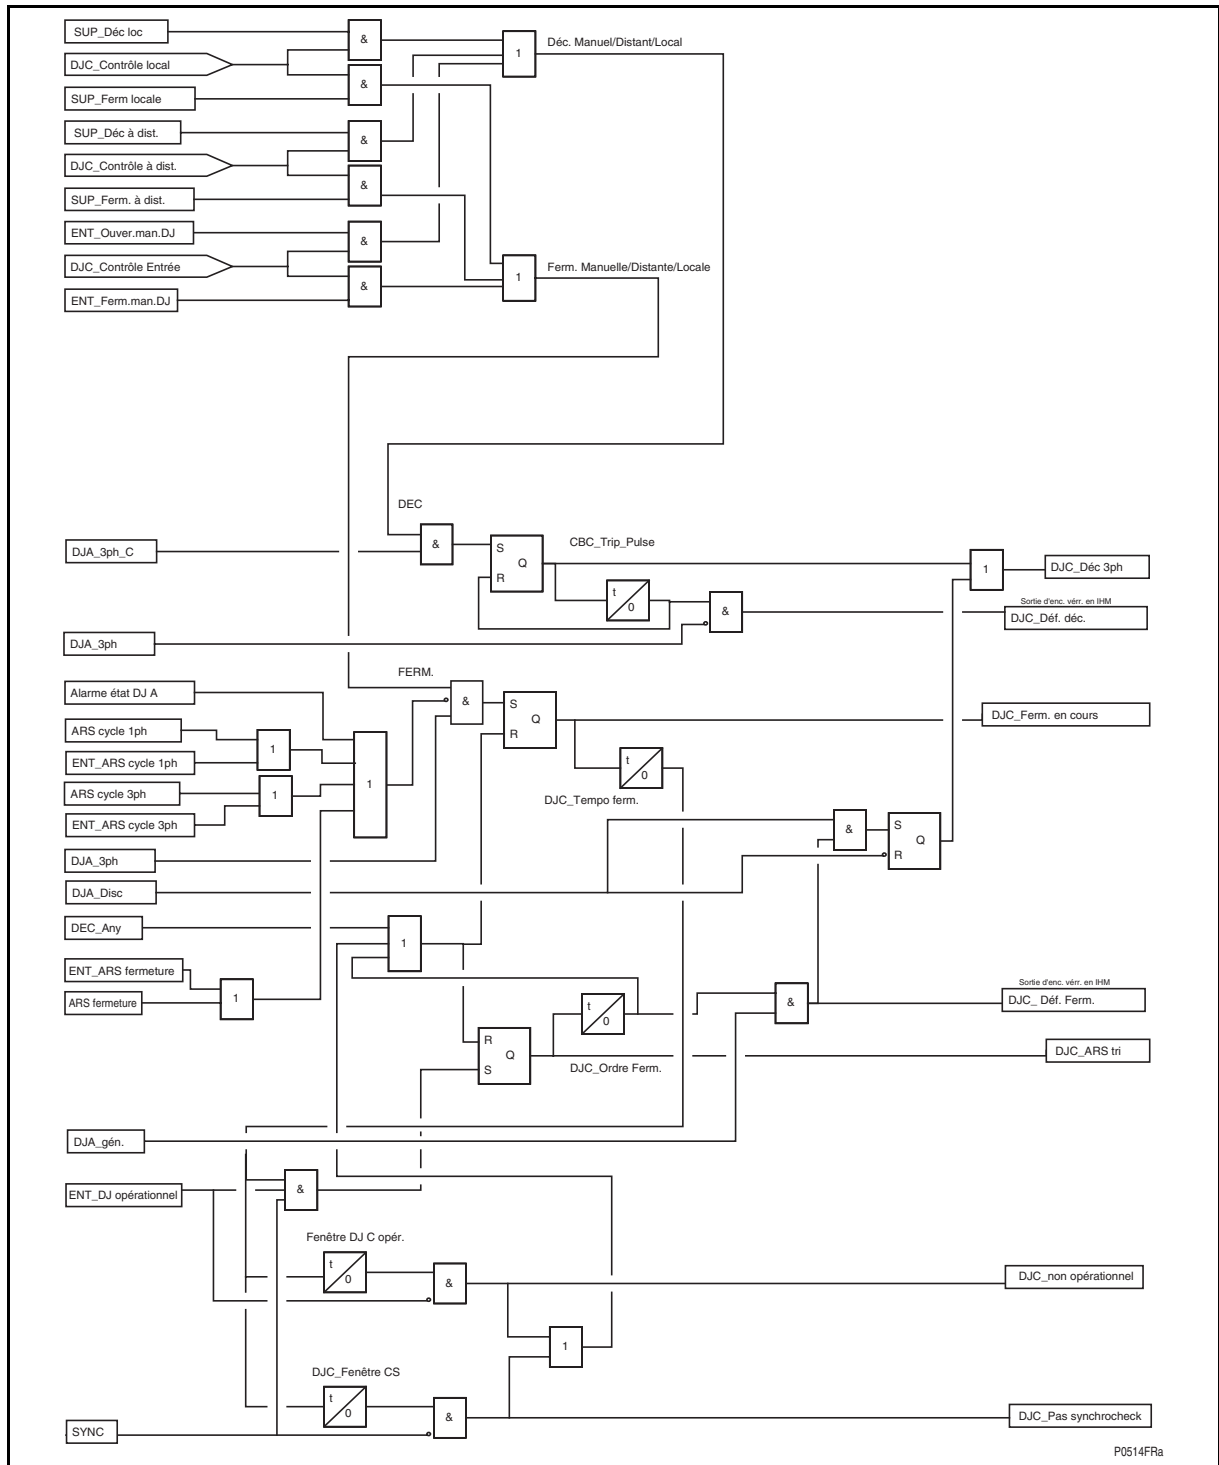 SUP_Déc loc
DJC_Contrôle local
SUP_Ferm locale
SUP_Déc à dist.
DJC_Contrôle à dist.
SUP_Ferm. à dist.
ENT_Ouver.man.DJ
DJC_Contrôle Entrée
ENT_Ferm.man.DJ
&
&
&
&
&
&
1
Déc. Manuel/Distant/Local
1
Ferm. Manuelle/Distante/Locale
DEC
DJA_3ph_C
&
S
Q
R
CBC_Trip_Pulse
t
0
&
1
DJC_Déc 3ph
Sortie d'enc. vérr. en IHM
DJC_Déf. déc.
DJA_3ph
FERM.
Alarme état DJ A
ARS cycle 1ph
ENT_ARS cycle 1ph
ARS cycle 3ph
ENT_ARS cycle 3ph
1
1
1
&
S
Q
R
DJC_Ferm. en cours
t
0
DJC_Tempo ferm.
&
S
Q
R
DJA_3ph
DJA_Disc
DEC_Any
1
ENT_ARS fermeture
ARS fermeture
1
t
0
&
Sortie d'enc. vérr. en IHM
DJC_ Déf. Ferm.
R
Q
S
DJC_Ordre Ferm.
DJC_ARS tri
DJA_gén.
ENT_DJ opérationnel
&
Fenêtre DJ C opér.
t
0
&
DJC_non opérationnel
1
DJC_Fenêtre CS
t
0
&
DJC_Pas synchrocheck
SYNC
P0514FRa